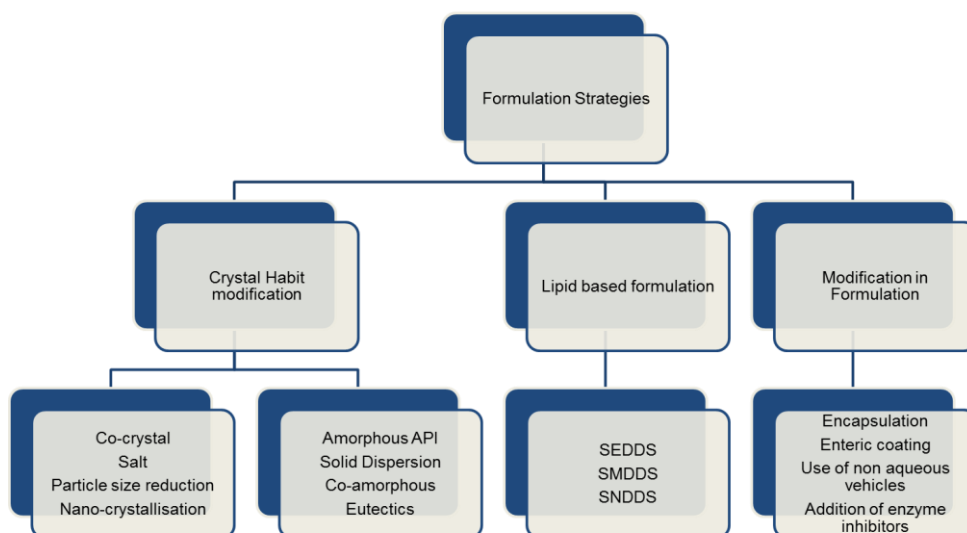 Formulation Strategies
Crystal Habit
modification
Lipid based formulation
Modification in
Formulation
Co-crystal
Salt
Particle size reduction
Nano-crystallisation
Amorphous API
Solid Dispersion
Co-amorphous
Eutectics
SEDDS
SMDDS
SNDDS
Encapsulation
Enteric coating
Use of non aqueous
vehicles
Addition of enzyme
inhibitors